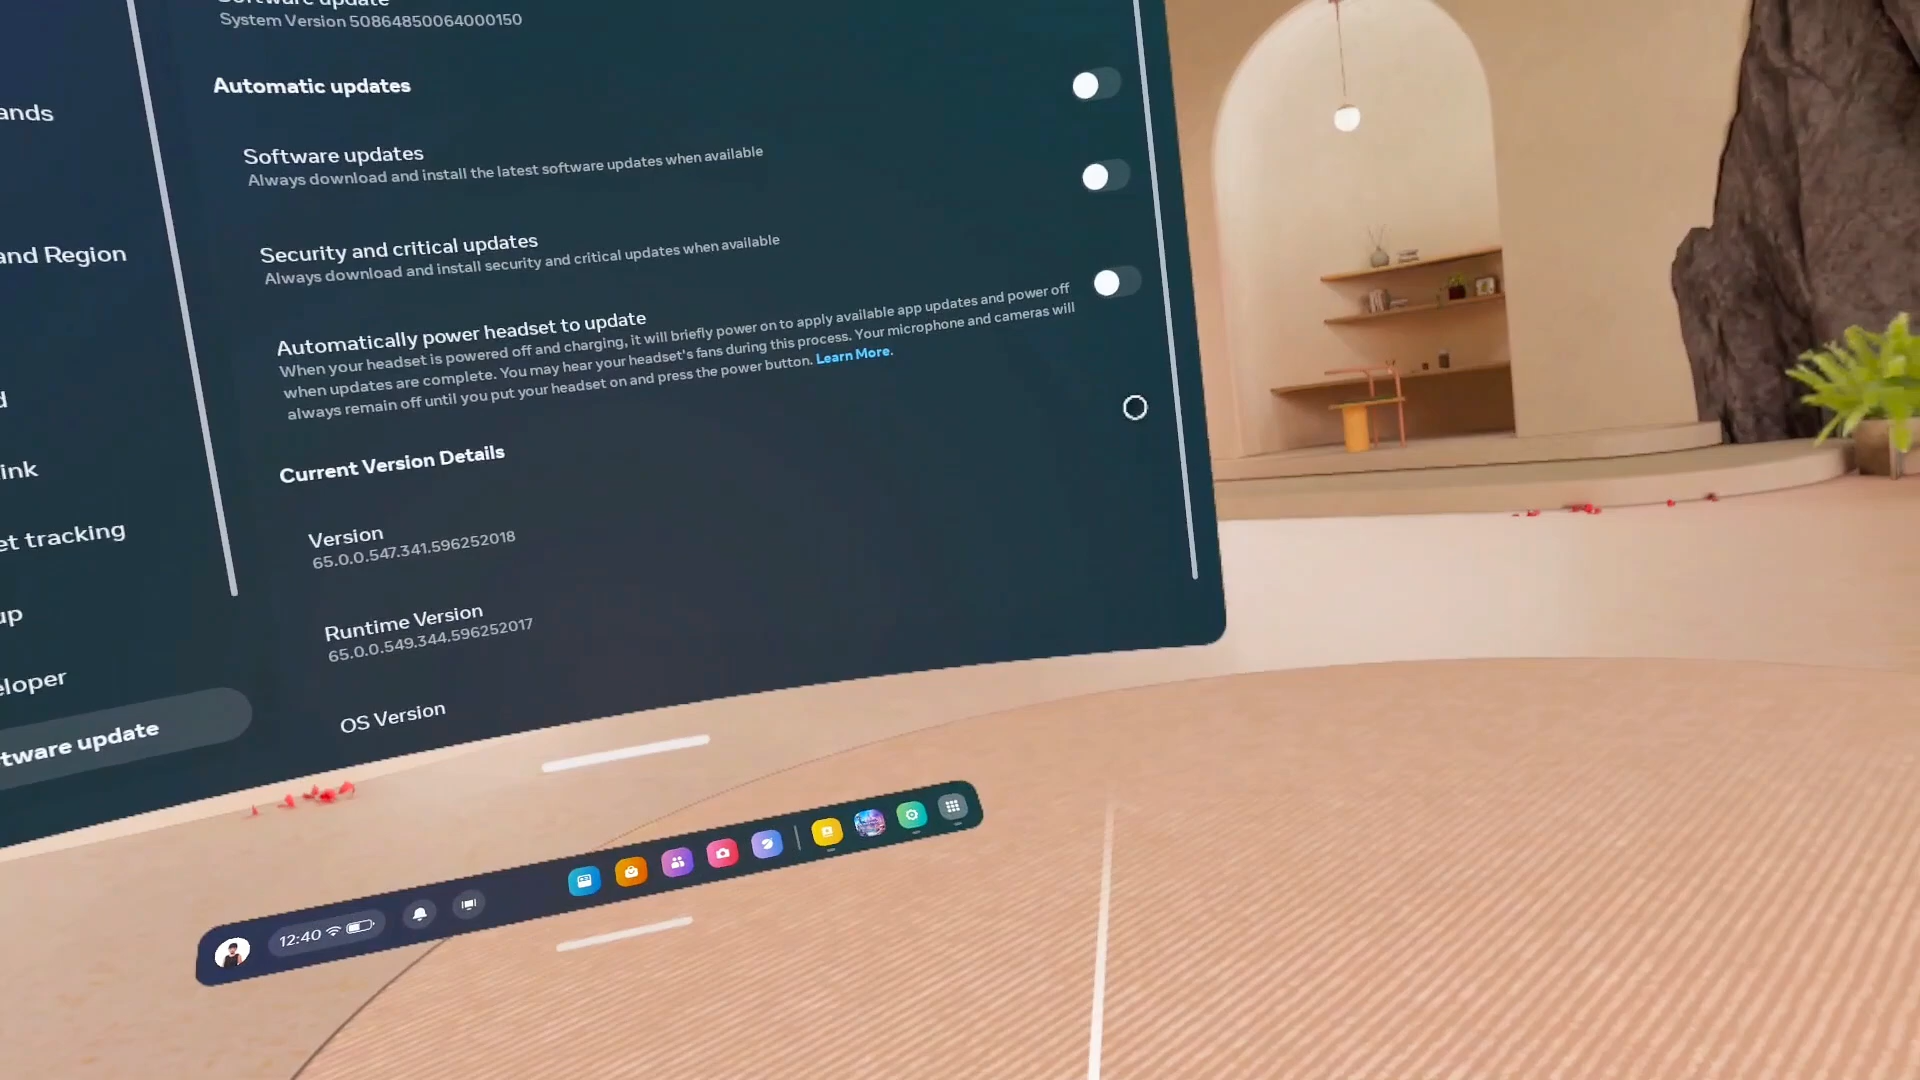 Software update
System Version 50864850064000150
Automatic updates
Software updates
Always download and install the latest software updates when available
Security and critical updates
Always download and install security and critical updates when available
Automatically power headset to update
When your headset is powered off and charging, it will briefly power on to apply available app updates and power off
when updates are complete. You may hear your headset's fans during this process. Your microphone and cameras will
always remain off until you put your headset on and press the power button. Learn More.
Current Version Details
Version
65.0.0.547.341.596252018
Runtime Version
65.0.0.549.344.596252017
OS Version
ands
and Region
d
ink
et tracking
up
eloper
tware update
12:40